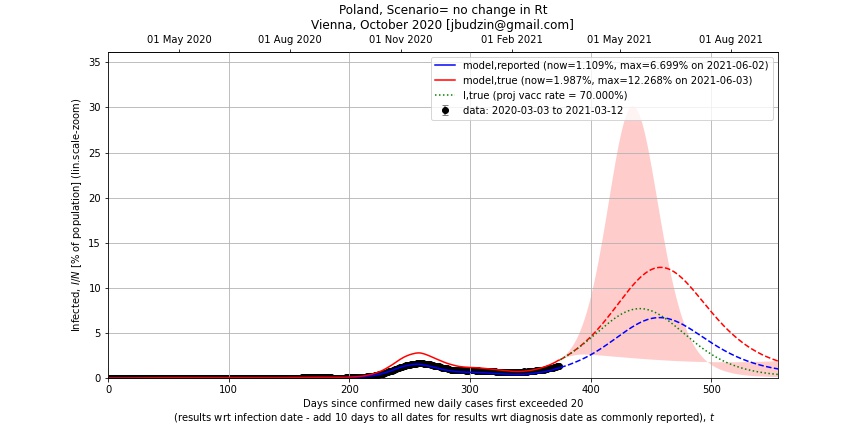 Poland, Scenario= no change in Rt
Vienna, October 2020 [jbudzin@gmail.com]
01 May 2020 01 Aug 2020 01 Nov 2020 01 Feb 2021 01 May 2021 01 Aug 2021
model,reported (now=1.109%, max=6.699% on 2021-06-02)
model,true (now=1.987%, max=12.268% on 2021-06-03)
I,true (proj vacc rate = 70.000%)
data: 2020-03-03 to 2021-03-12
Infected, I/N [% of population] (lin.scale-zoom)
35
30
25
20
15
10
5
0
0 100 200 300 400 500
Days since confirmed new daily cases first exceeded 20
(results wrt infection date - add 10 days to all dates for results wrt diagnosis date as commonly reported), t